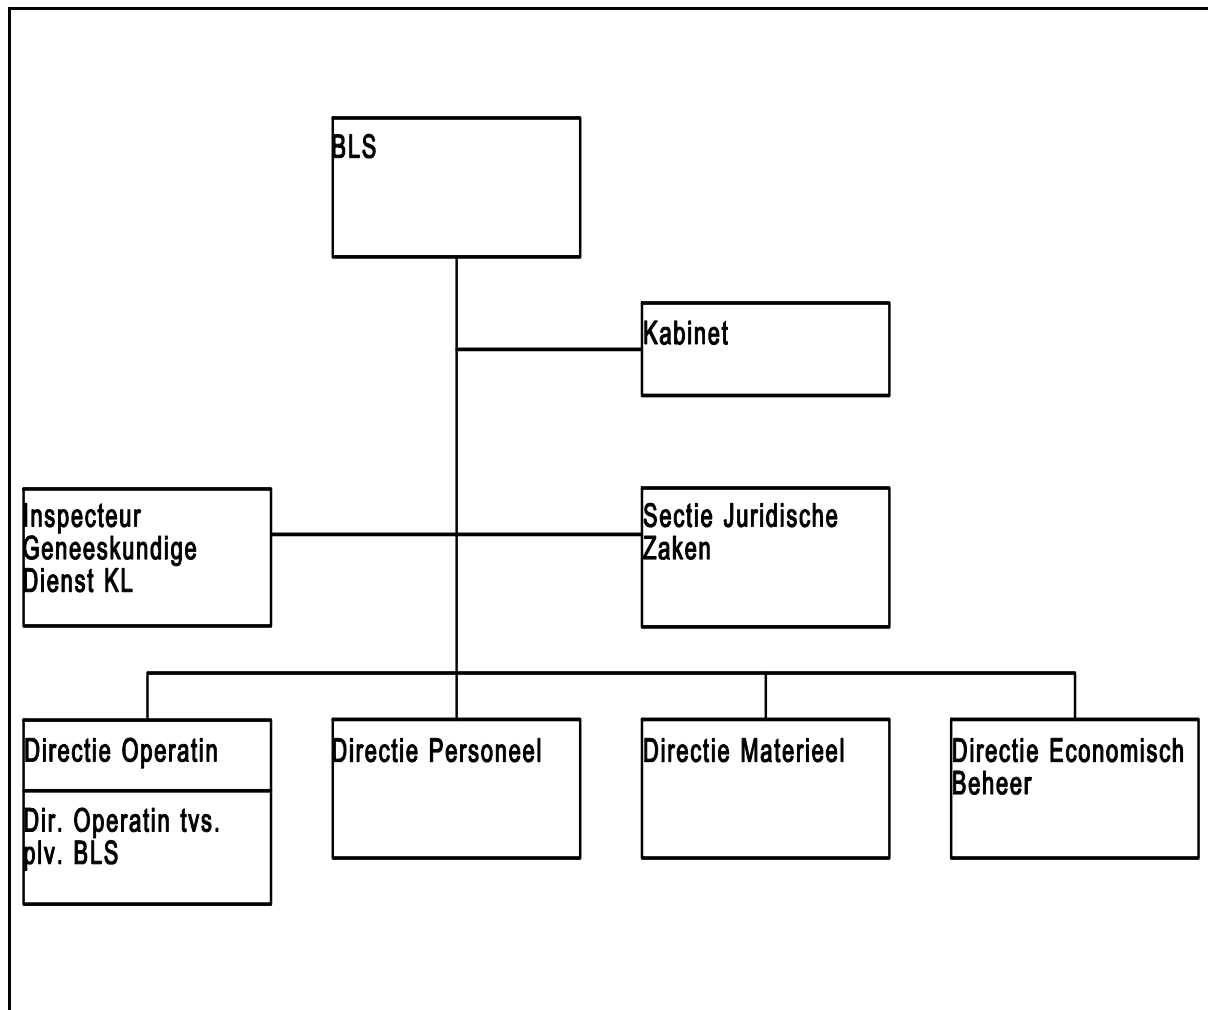 BLS
Kabinet
Inspecteur
Geneeskundige
Dienst KL
Sectie Juridische
Zaken
Directie Operatin
Dir. Operatin tvs.
plv. BLS
Directie Personeel
Directie Materieel
Directie Economisch
Beheer